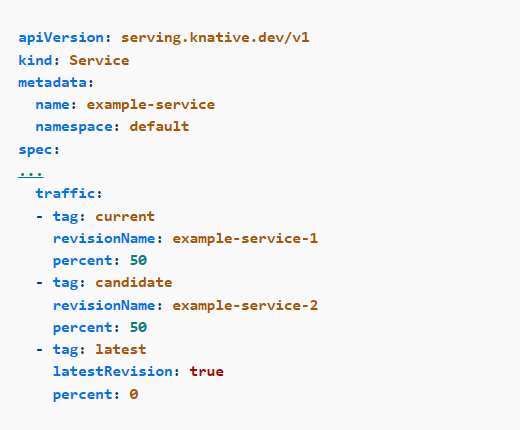 apiVersion: serving.knative.dev/v1
kind: Service
metadata:
  name: example-service
  namespace: default
spec:
...
  traffic:
  - tag: current
    revisionName: example-service-1
    percent: 50
  - tag: candidate
    revisionName: example-service-2
    percent: 50
  - tag: latest
    latestRevision: true
    percent: 0